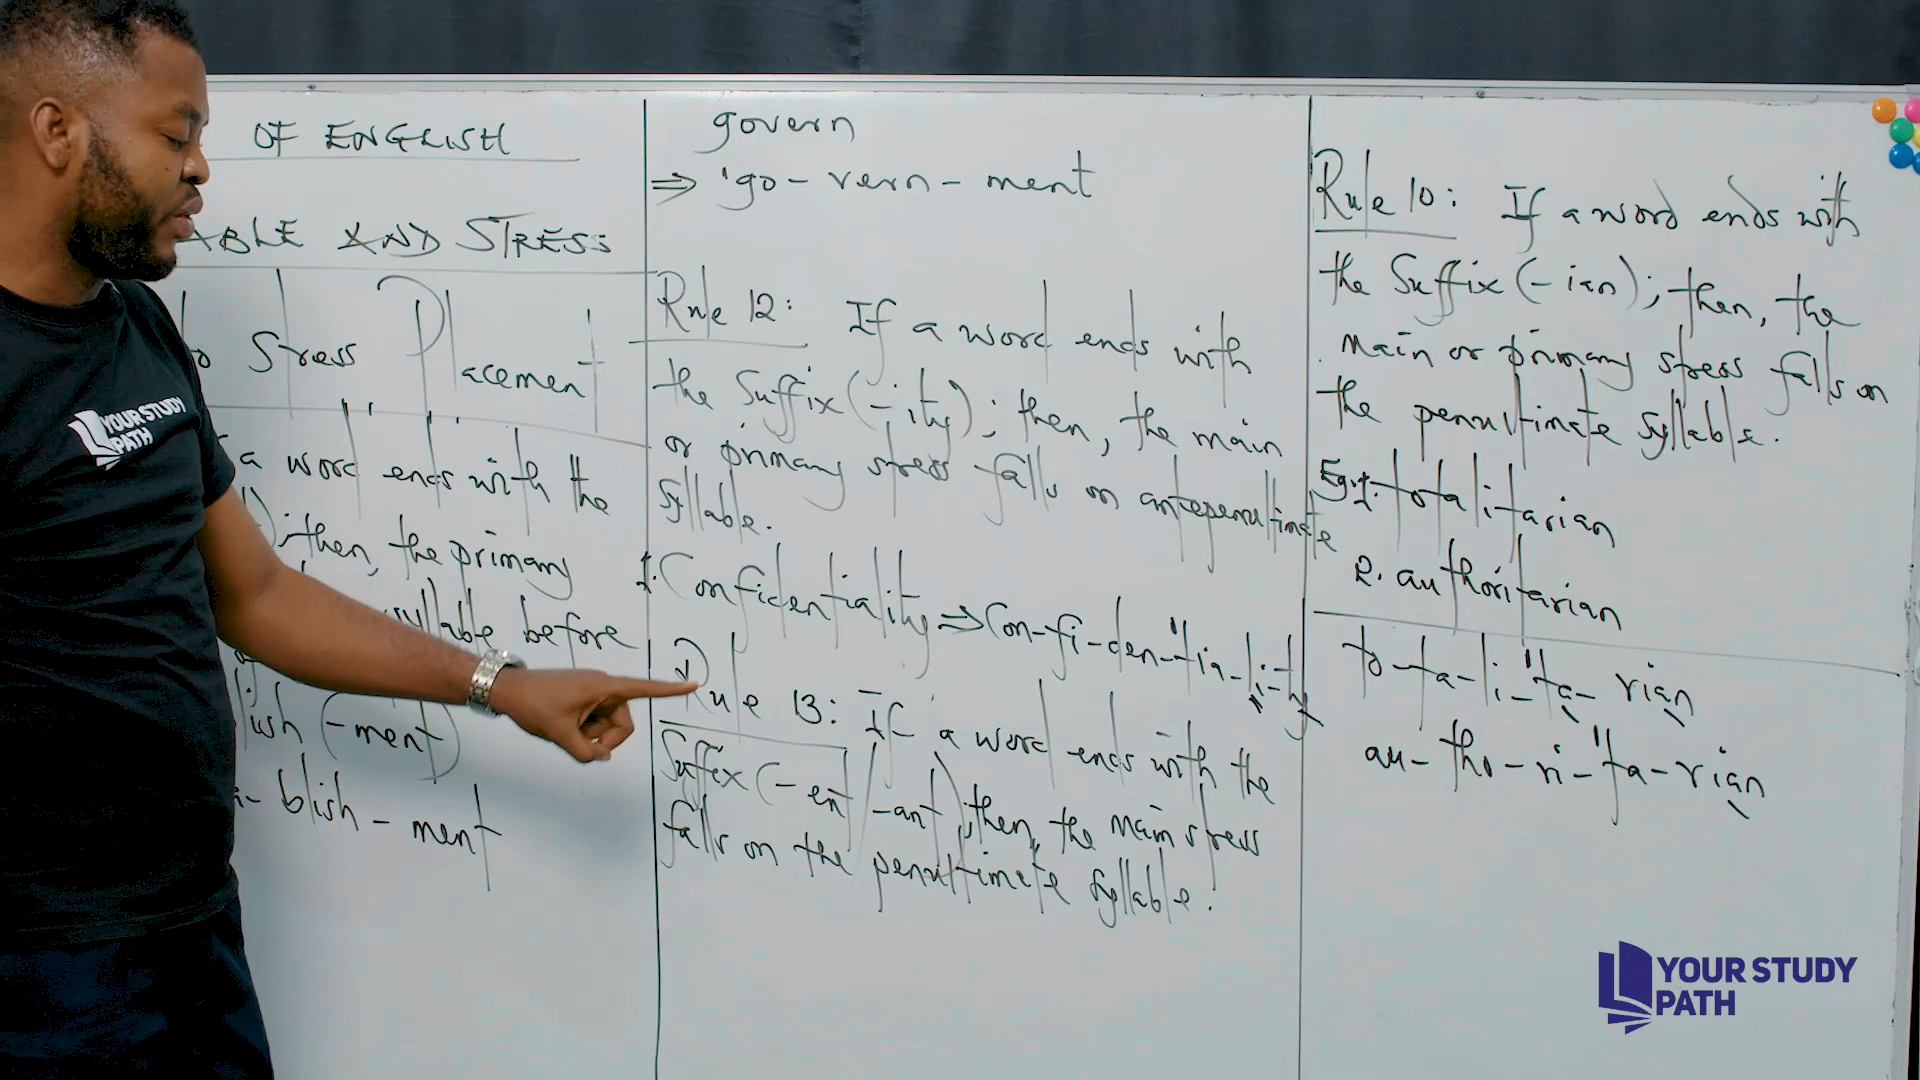 OF ENGLISH
ABLE AND STRESS
to Stress Placement
a word ends with the
then, the primary
syllable before
blish (-ment)
blish - ment
govern
⇒ 'go - vern - ment
Rule 12: If a word ends with
the Suffix (-ity); then, the main
or primary stress falls on antepenultimate
Syllable.
1. Confidentiality ⇒ Con-fi-den-'tia-li-ty
Rule 13: If a word ends with the
Suffix (-ent/-ant); then, the main stress
falls on the penultimate syllable.
Rule 10: If a word ends with
the Suffix (-ian); then, the
main or primary stress falls on
the penultimate syllable.
Eg. 1. totalitarian
2. authoritarian
to-ta-li-'ta-rian
au-tho-ri-'ta-rian
YOUR STUDY
PATH
YOUR STUDY
PATH